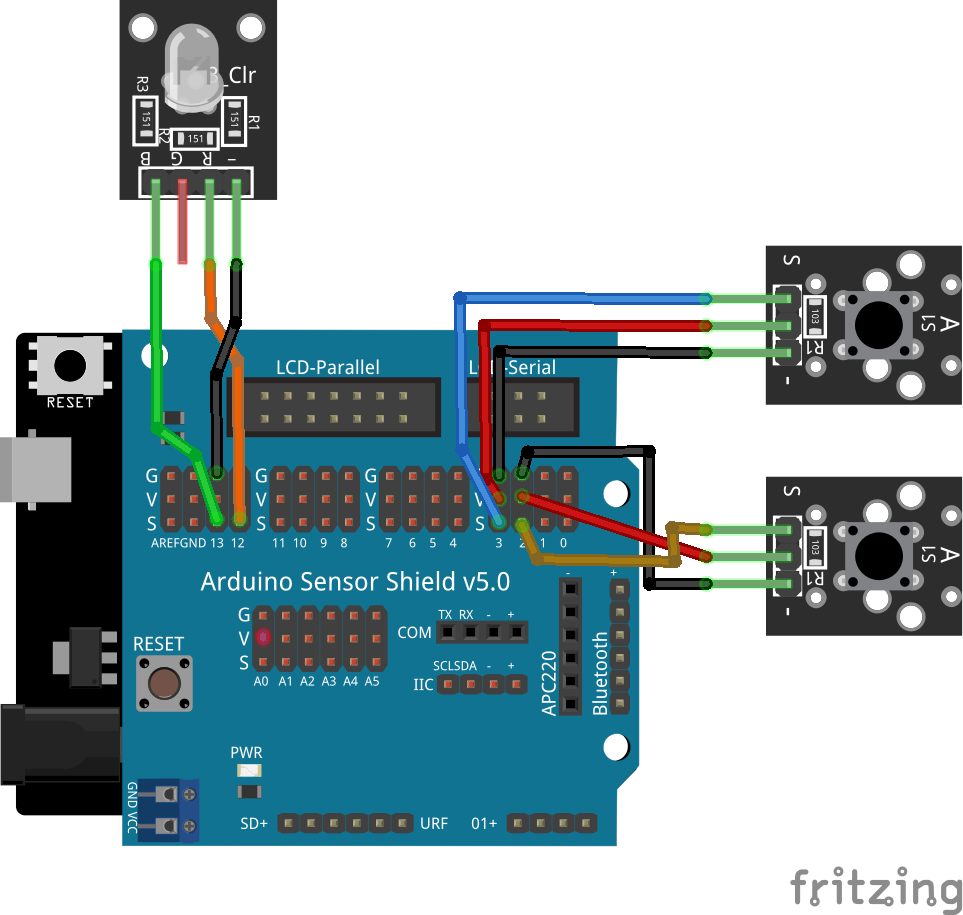 B_Clr
R3
R1
151
151
R2
151
B G R -
S
103
A
S1
R1
-
RESET
LCD-Parallel
LCD-Serial
G
V
S
G
V
S
G
V
S
V
S
AREF GND 13 12
11 10 9 8
7 6 5 4
3 2 1 0
S
103
A
S1
R1
-
Arduino Sensor Shield v5.0
- +
G
V
S
A0 A1 A2 A3 A4 A5
TX RX - +
COM
SCL SDA - +
IIC
APC220
Bluetooth
RESET
PWR
GND VCC
SD+
URF
01+
fritzing